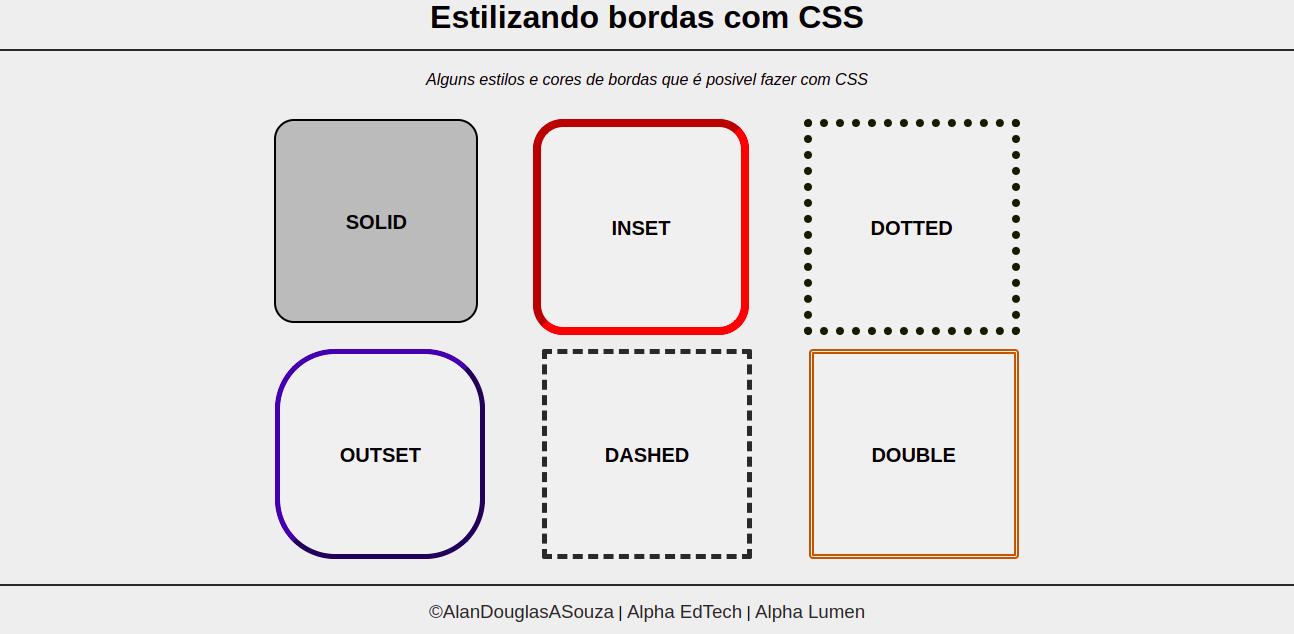 Estilizando bordas com CSS
Alguns estilos e cores de bordas que é posivel fazer com CSS
SOLID
INSET
DOTTED
OUTSET
DASHED
DOUBLE
©AlanDouglasASouza | Alpha EdTech | Alpha Lumen